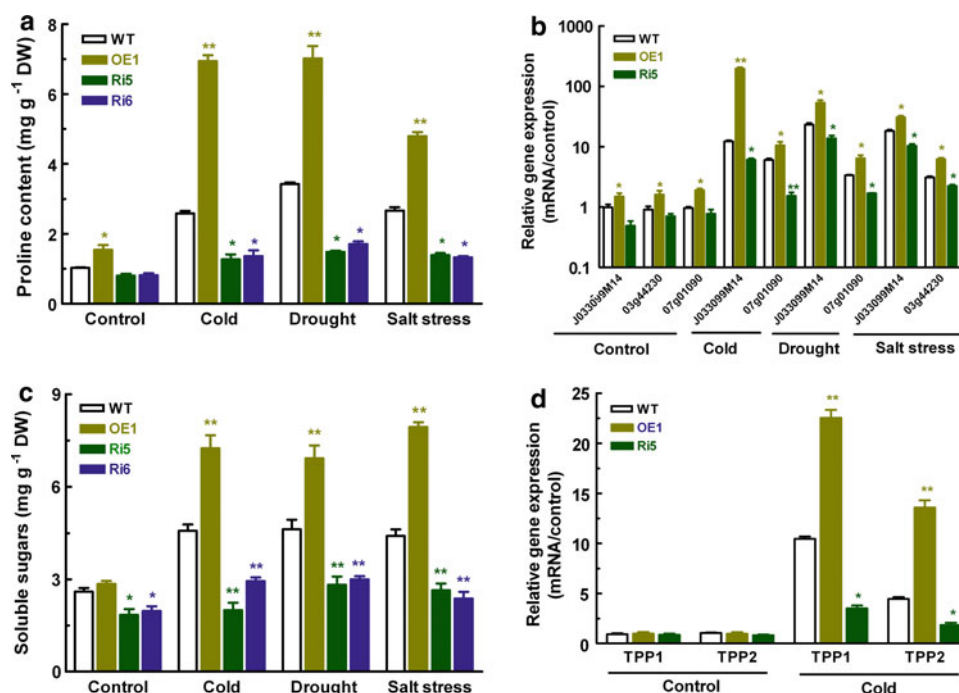 a
Proline content (mg g⁻¹ DW)
8
6
4
2
0
WT
OE1
Ri5
Ri6
*
**
*
*
**
*
*
**
*
*
Control
Cold
Drought
Salt stress
b
Relative gene expression
(mRNA/control)
1000
100
10
1
0.1
WT
OE1
Ri5
*
*
*
**
*
*
**
*
*
*
*
*
*
*
*
J033099M14
03g44230
07g01090
J033099M14
07g01090
J033099M14
07g01090
J033099M14
03g44230
Control
Cold
Drought
Salt stress
c
Soluble sugars (mg g⁻¹ DW)
9
6
3
0
WT
OE1
Ri5
Ri6
*
*
**
**
**
**
**
**
**
**
**
Control
Cold
Drought
Salt stress
d
Relative gene expression
(mRNA/control)
25
20
15
10
5
0
WT
OE1
Ri5
**
*
**
*
TPP1
TPP2
TPP1
TPP2
Control
Cold